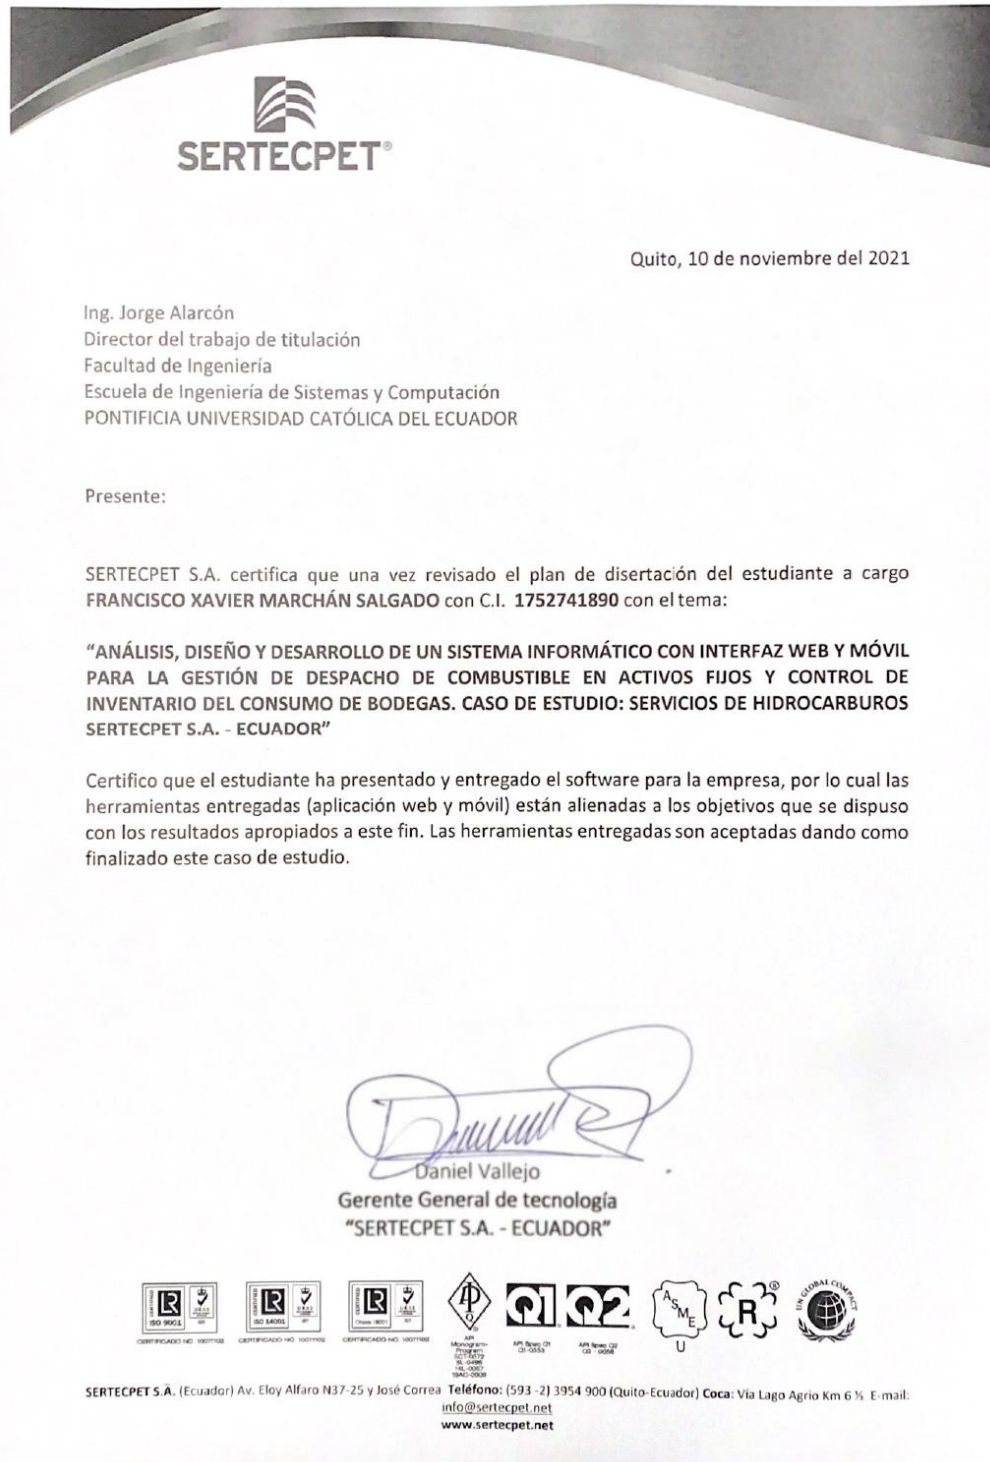 SERTECPET®
Quito, 10 de noviembre del 2021
Ing. Jorge Alarcón
Director del trabajo de titulación
Facultad de Ingeniería
Escuela de Ingeniería de Sistemas y Computación
PONTIFICIA UNIVERSIDAD CATÓLICA DEL ECUADOR
Presente:
SERTECPET S.A. certifica que una vez revisado el plan de disertación del estudiante a cargo
FRANCISCO XAVIER MARCHÁN SALGADO con C.I. 1752741890 con el tema:
“ANÁLISIS, DISEÑO Y DESARROLLO DE UN SISTEMA INFORMÁTICO CON INTERFAZ WEB Y MÓVIL
PARA LA GESTIÓN DE DESPACHO DE COMBUSTIBLE EN ACTIVOS FIJOS Y CONTROL DE
INVENTARIO DEL CONSUMO DE BODEGAS. CASO DE ESTUDIO: SERVICIOS DE HIDROCARBUROS
SERTECPET S.A. - ECUADOR”
Certifico que el estudiante ha presentado y entregado el software para la empresa, por lo cual las
herramientas entregadas (aplicación web y móvil) están alienadas a los objetivos que se dispuso
con los resultados apropiados a este fin. Las herramientas entregadas son aceptadas dando como
finalizado este caso de estudio.
Daniel Vallejo
Gerente General de tecnología
“SERTECPET S.A. - ECUADOR”
LR ISO 9001
LR ISO 14001
LR
API Monogram Program
Q1 Q2
ASME U
R®
UN GLOBAL COMPACT
SERTECPET S.A. (Ecuador) Av. Eloy Alfaro N37-25 y José Correa Teléfono: (593 -2) 3954 900 (Quito-Ecuador) Coca: Vía Lago Agrio Km 6 ½ E-mail:
info@sertecpet.net
www.sertecpet.net